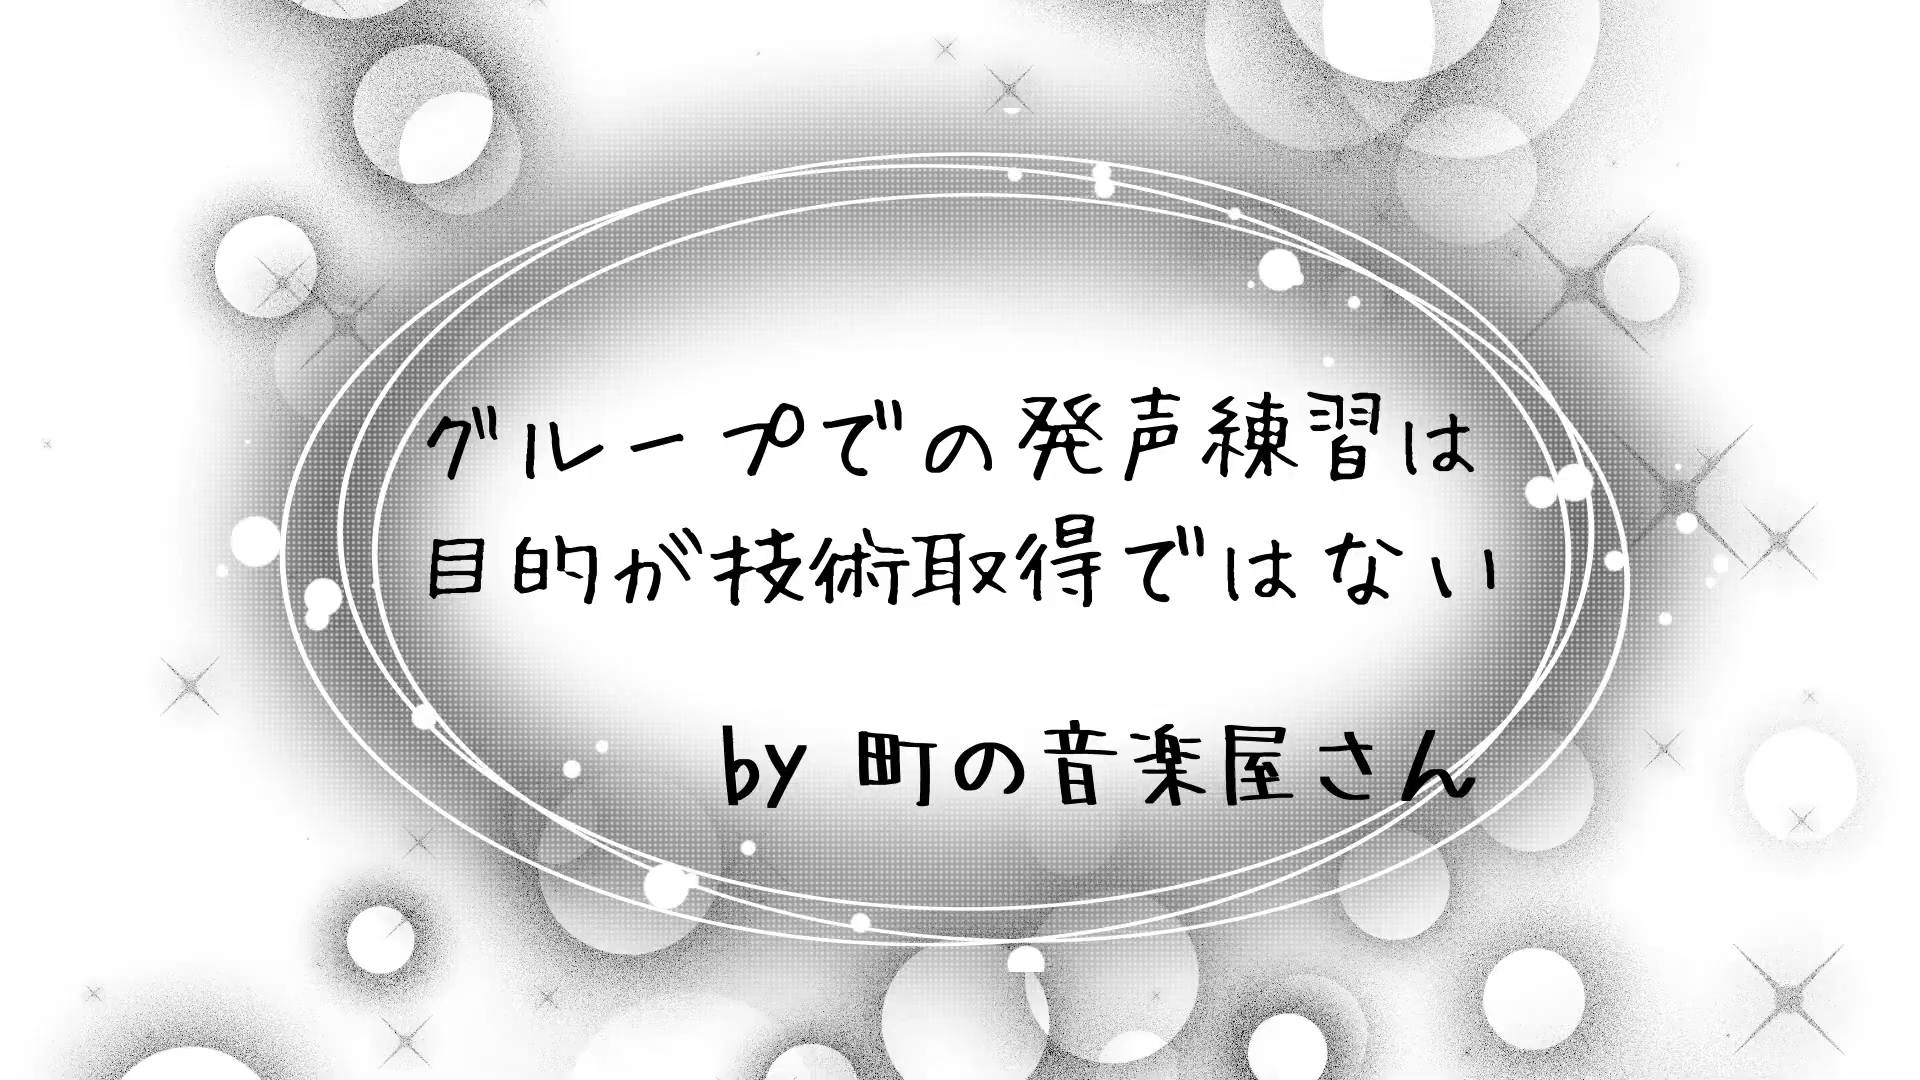 グループでの発声練習は
目的が技術取得ではない
by 町の音楽屋さん